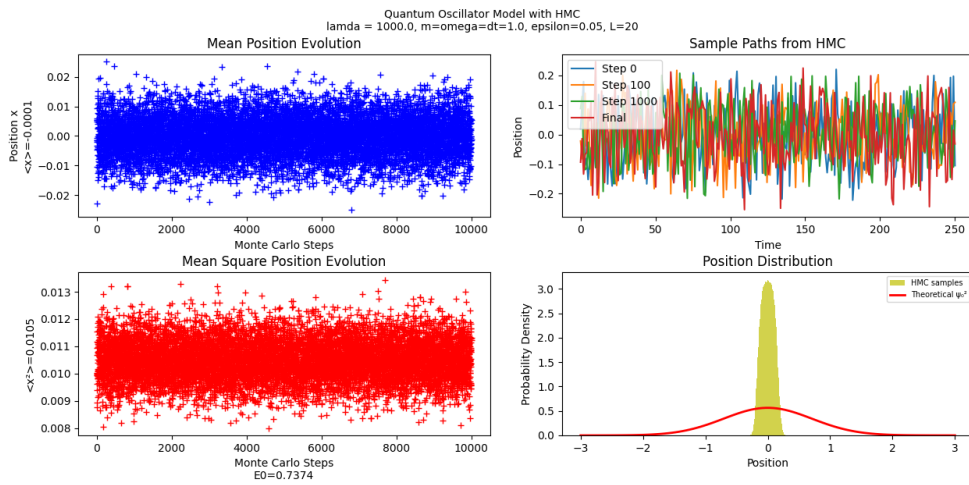 Quantum Oscillator Model with HMC
lamda = 1000.0, m=omega=dt=1.0, epsilon=0.05, L=20
Mean Position Evolution
Position x
<x>=-0.0001
0.02
0.01
0.00
−0.01
−0.02
0 2000 4000 6000 8000 10000
Monte Carlo Steps
Sample Paths from HMC
Position
0.2
0.1
0.0
−0.1
−0.2
Step 0
Step 100
Step 1000
Final
0 50 100 150 200 250
Time
Mean Square Position Evolution
<x²>=0.0105
0.013
0.012
0.011
0.010
0.009
0.008
0 2000 4000 6000 8000 10000
Monte Carlo Steps
E0=0.7374
Position Distribution
Probability Density
3.0
2.5
2.0
1.5
1.0
0.5
0.0
HMC samples
Theoretical ψ₀²
−3 −2 −1 0 1 2 3
Position